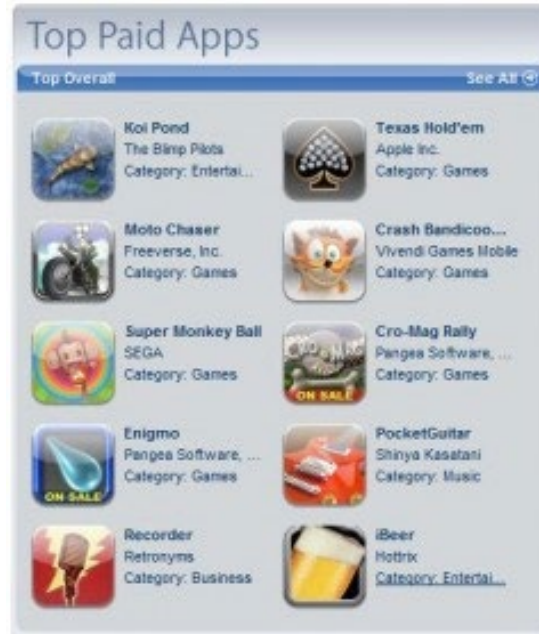 Top Paid Apps
Top Overall
See All
Koi Pond
The Blimp Pilots
Category: Entertai...
Texas Hold'em
Apple Inc.
Category: Games
Moto Chaser
Freeverse, Inc.
Category: Games
Crash Bandicoo...
Vivendi Games Mobile
Category: Games
Super Monkey Ball
SEGA
Category: Games
Cro-Mag Rally
Pangea Software, ...
Category: Games
ON SALE
Enigmo
Pangea Software, ...
Category: Games
ON SALE
PocketGuitar
Shinya Kasatani
Category: Music
Recorder
Retronyms
Category: Business
iBeer
Hottrix
Category: Entertai...